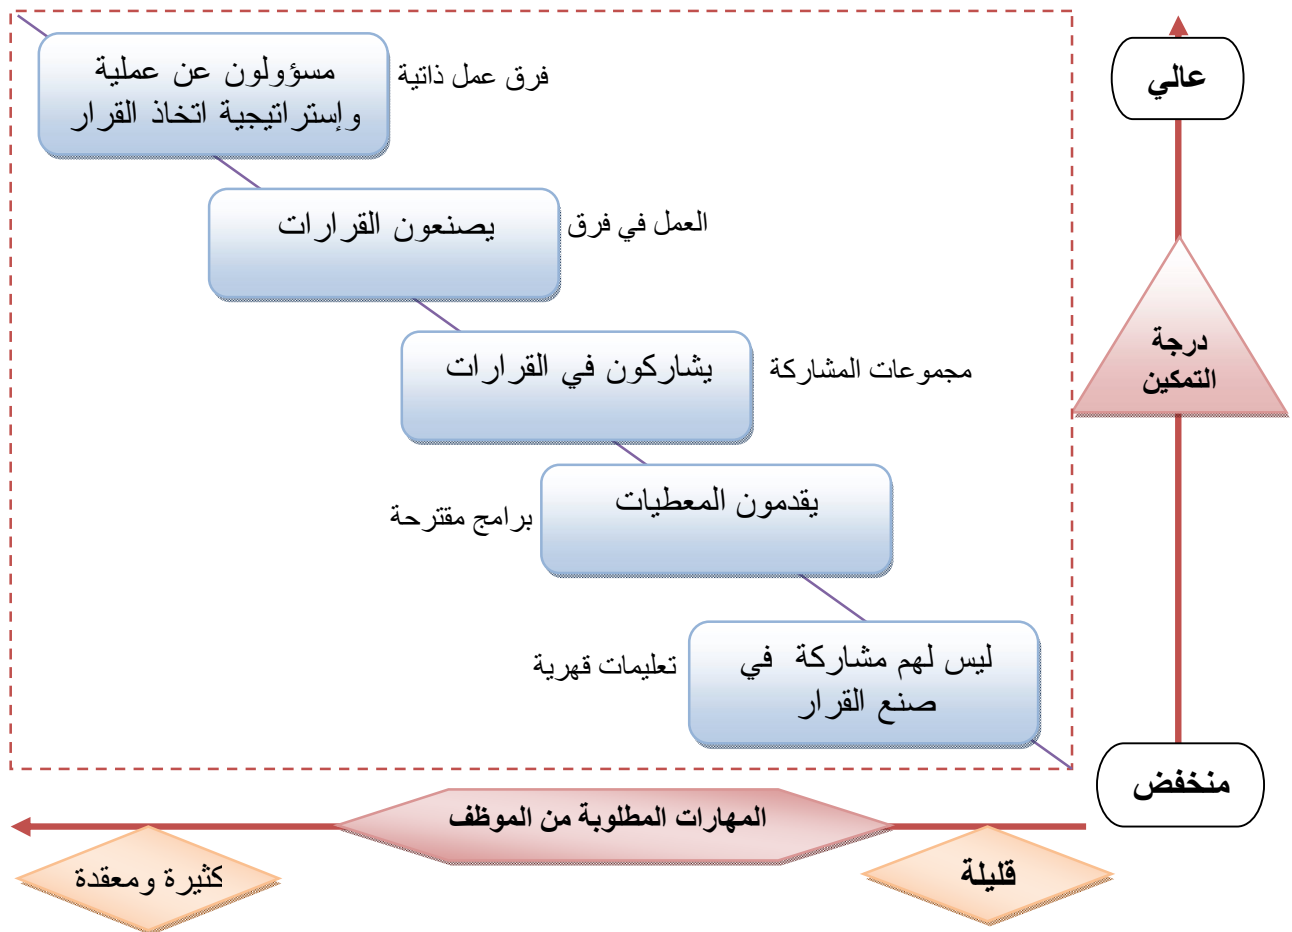 عالي
مسؤولون عن عملية
وإستراتيجية اتخاذ القرار
فرق عمل ذاتية
يصنعون القرارات
العمل في فرق
درجة
التمكين
يشاركون في القرارات
مجموعات المشاركة
يقدمون المعطيات
برامج مقترحة
ليس لهم مشاركة في
صنع القرار
تعليمات قهرية
منخفض
المهارات المطلوبة من الموظف
قليلة
كثيرة ومعقدة